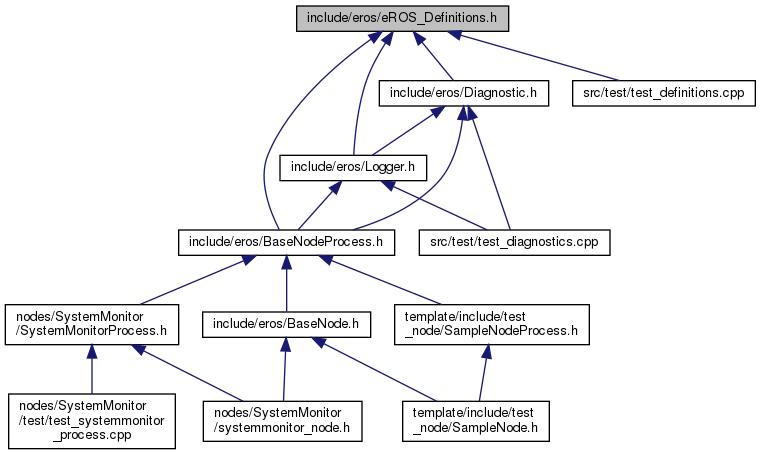 include/eros/eROS_Definitions.h
include/eros/Diagnostic.h
src/test/test_definitions.cpp
include/eros/Logger.h
include/eros/BaseNodeProcess.h
src/test/test_diagnostics.cpp
nodes/SystemMonitor
/SystemMonitorProcess.h
include/eros/BaseNode.h
template/include/test
_node/SampleNodeProcess.h
nodes/SystemMonitor
/test/test_systemmonitor
_process.cpp
nodes/SystemMonitor
/systemmonitor_node.h
template/include/test
_node/SampleNode.h